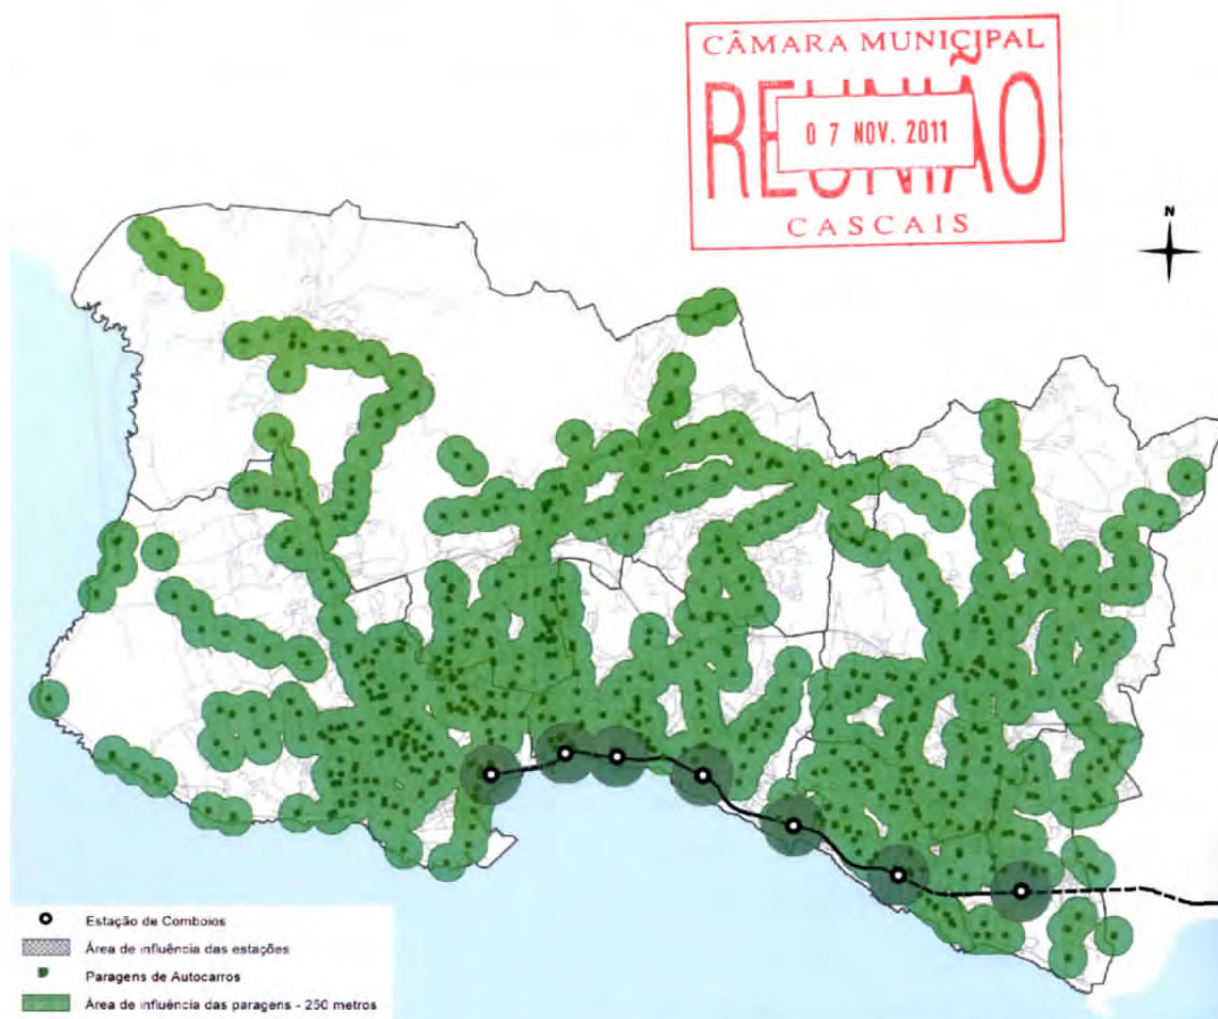 CÂMARA MUNICIPAL
REUNIÃO
0 7 NOV. 2011
CASCAIS
N
Estação de Comboios
Área de influência das estações
Paragens de Autocarros
Área de influência das paragens - 250 metros